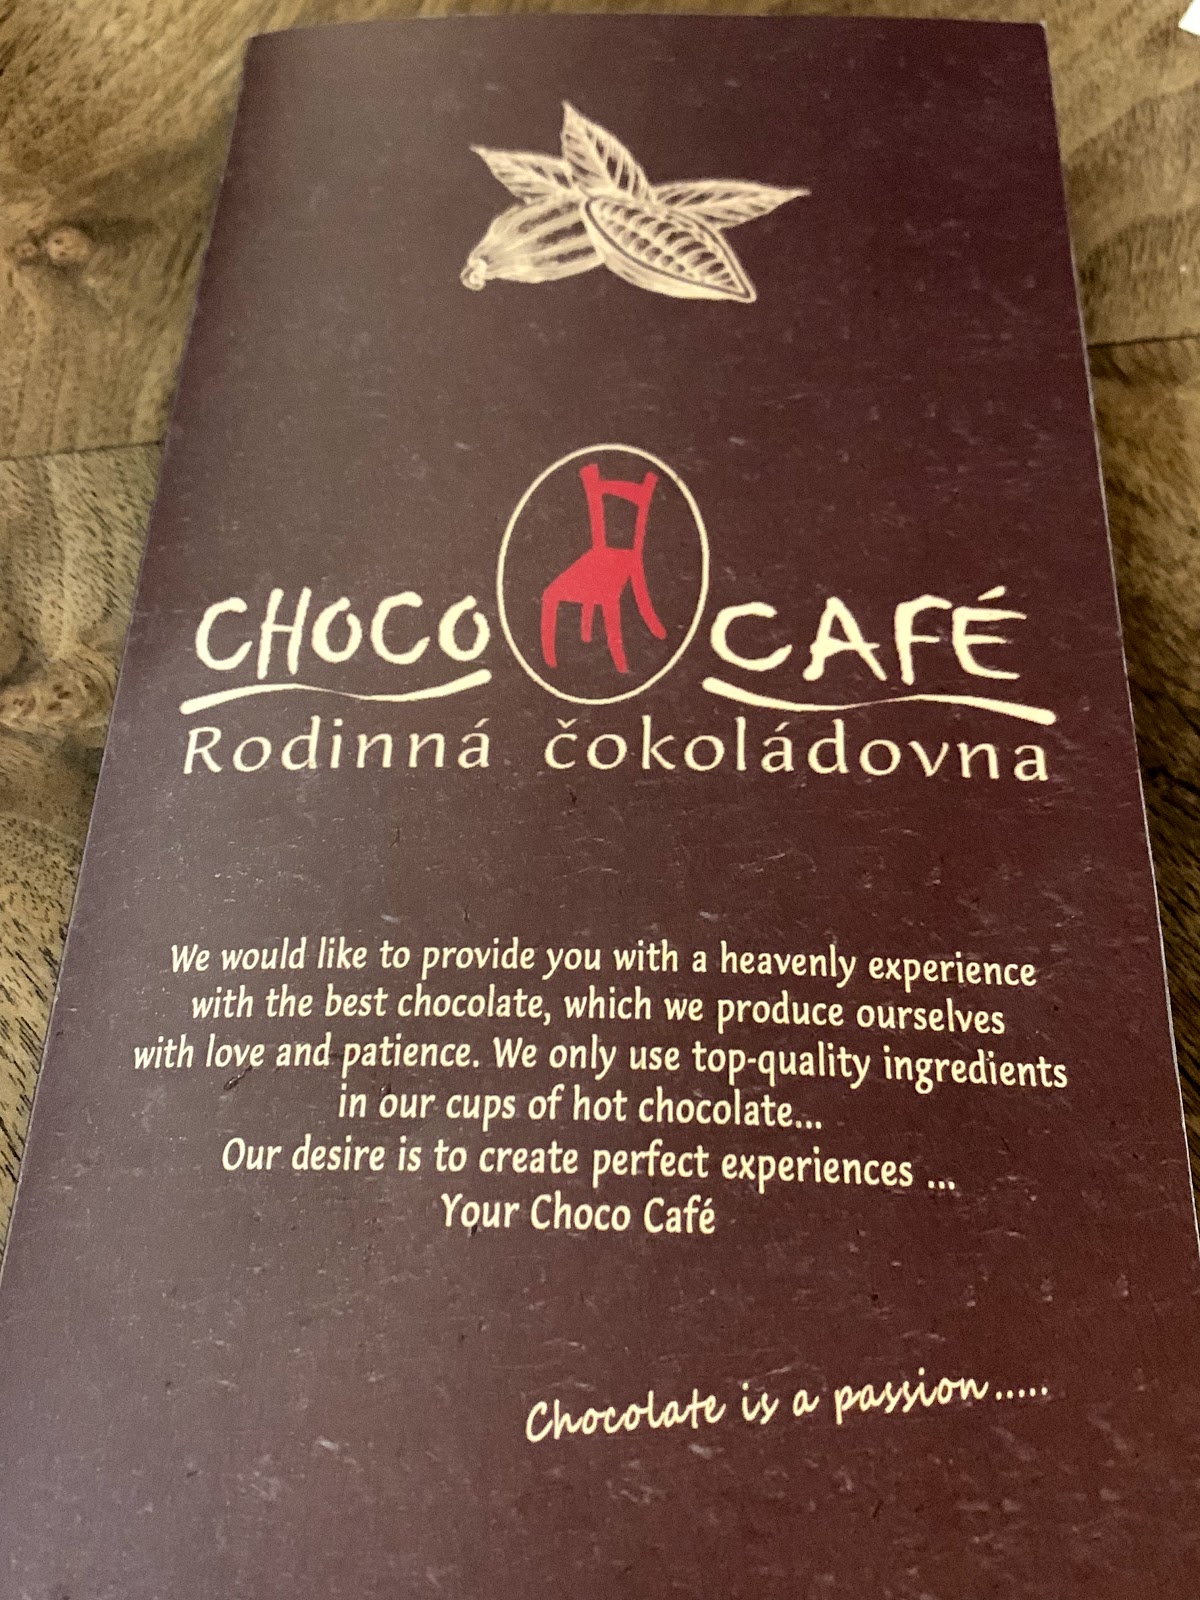 CHOCO CAFÉ
Rodinná čokoládovna
We would like to provide you with a heavenly experience
with the best chocolate, which we produce ourselves
with love and patience. We only use top-quality ingredients
in our cups of hot chocolate...
Our desire is to create perfect experiences ...
Your Choco Café
Chocolate is a passion.....